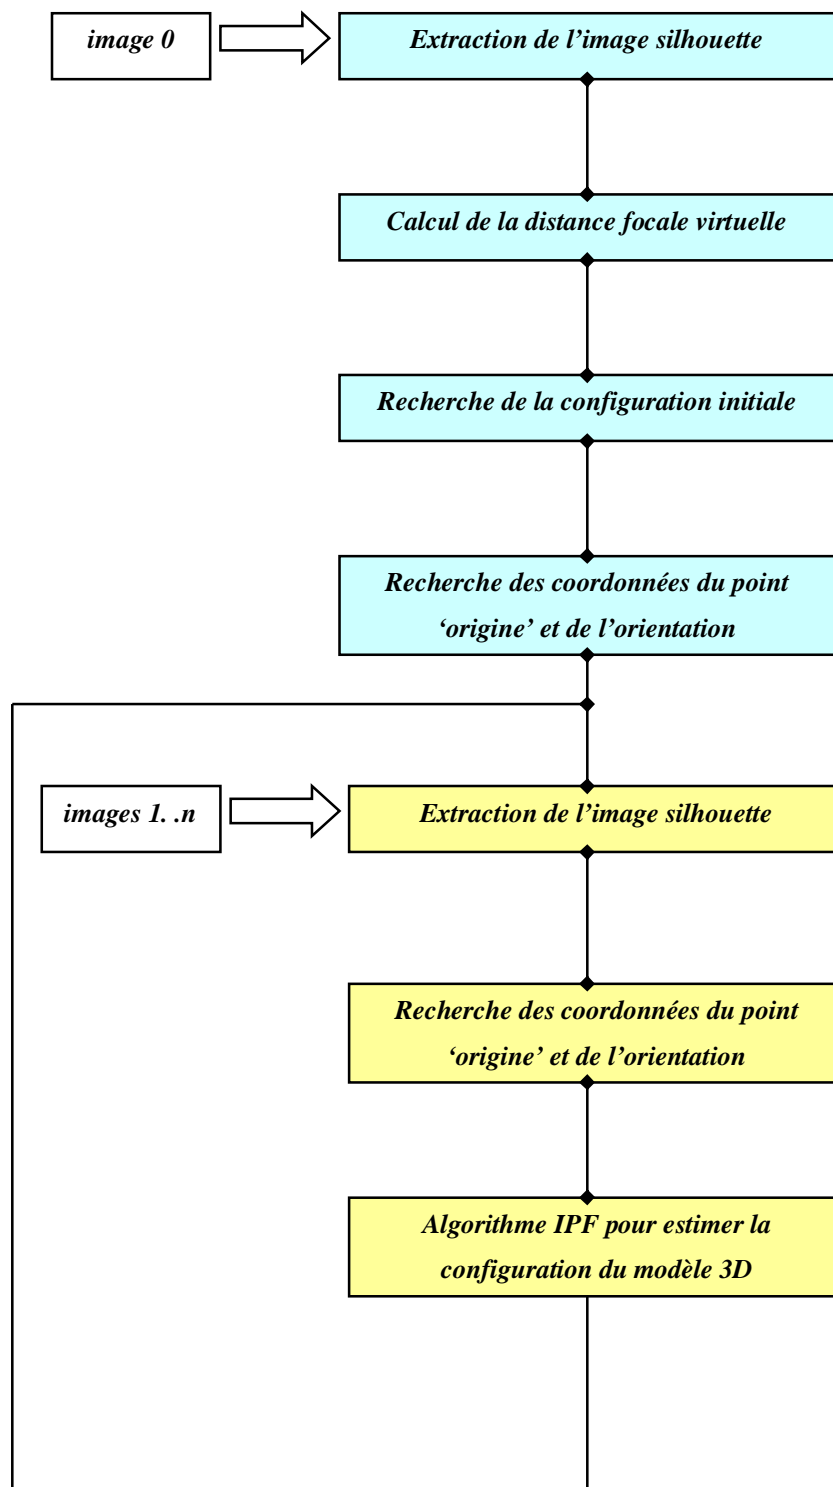 image 0
Extraction de l’image silhouette
Calcul de la distance focale virtuelle
Recherche de la configuration initiale
Recherche des coordonnées du point
‘origine’ et de l’orientation
images 1. .n
Extraction de l’image silhouette
Recherche des coordonnées du point
‘origine’ et de l’orientation
Algorithme IPF pour estimer la
configuration du modèle 3D